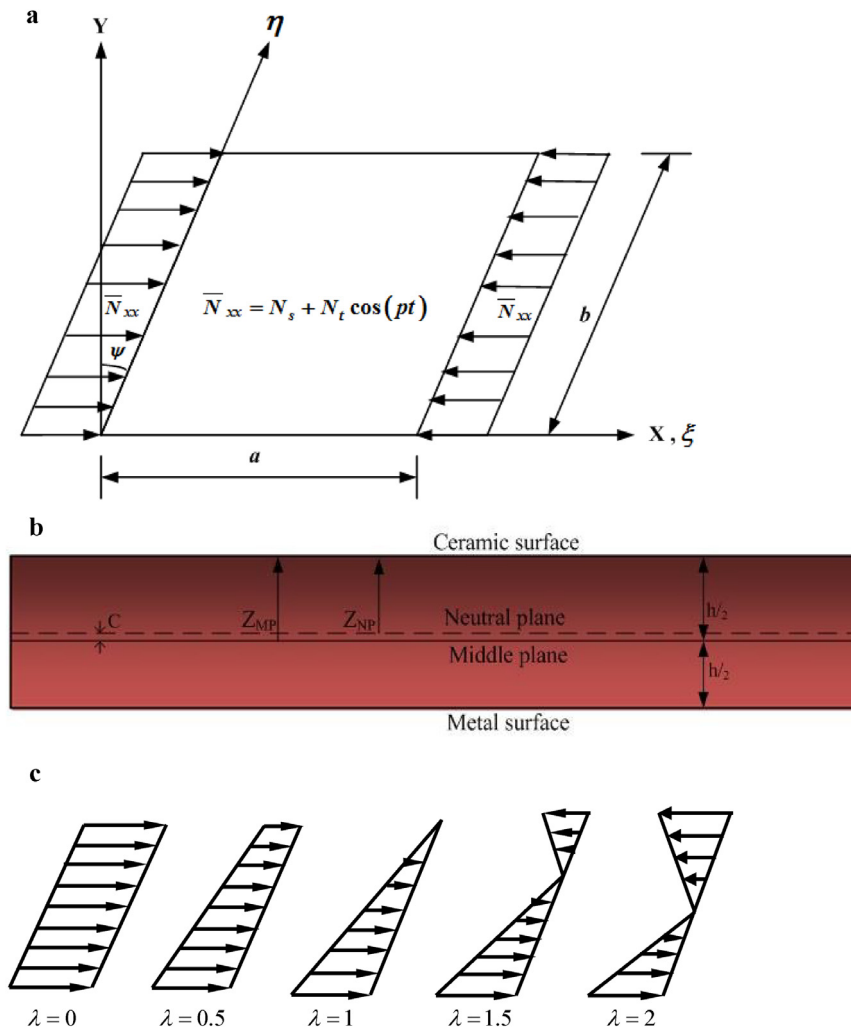 a
Y
η
N̅xx
N̅xx = Ns + Nt cos(pt)
N̅xx
b
ψ
X , ξ
a
b
Ceramic surface
C
ZMP
ZNP
Neutral plane
h/2
Middle plane
h/2
Metal surface
c
λ = 0
λ = 0.5
λ = 1
λ = 1.5
λ = 2